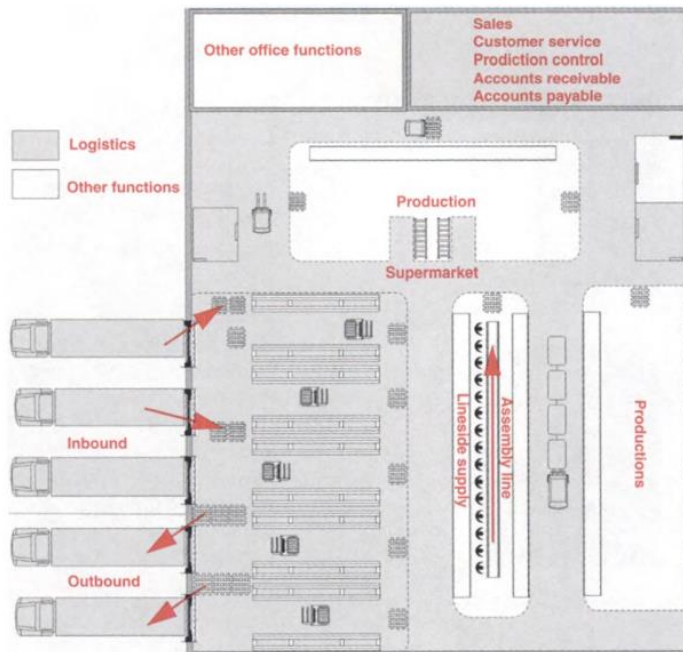 Other office functions
Sales
Customer service
Prodiction control
Accounts receivable
Accounts payable
Logistics
Other functions
Production
Supermarket
Inbound
Outbound
Lineside supply
Assembly line
Productions